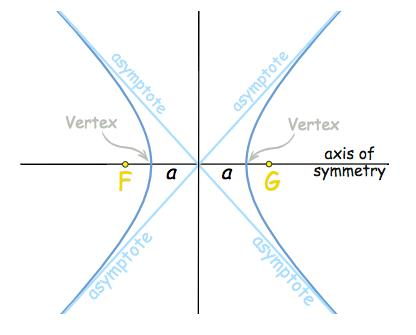 asymptote
asymptote
Vertex
Vertex
axis of
symmetry
F
a
a
G
asymptote
asymptote